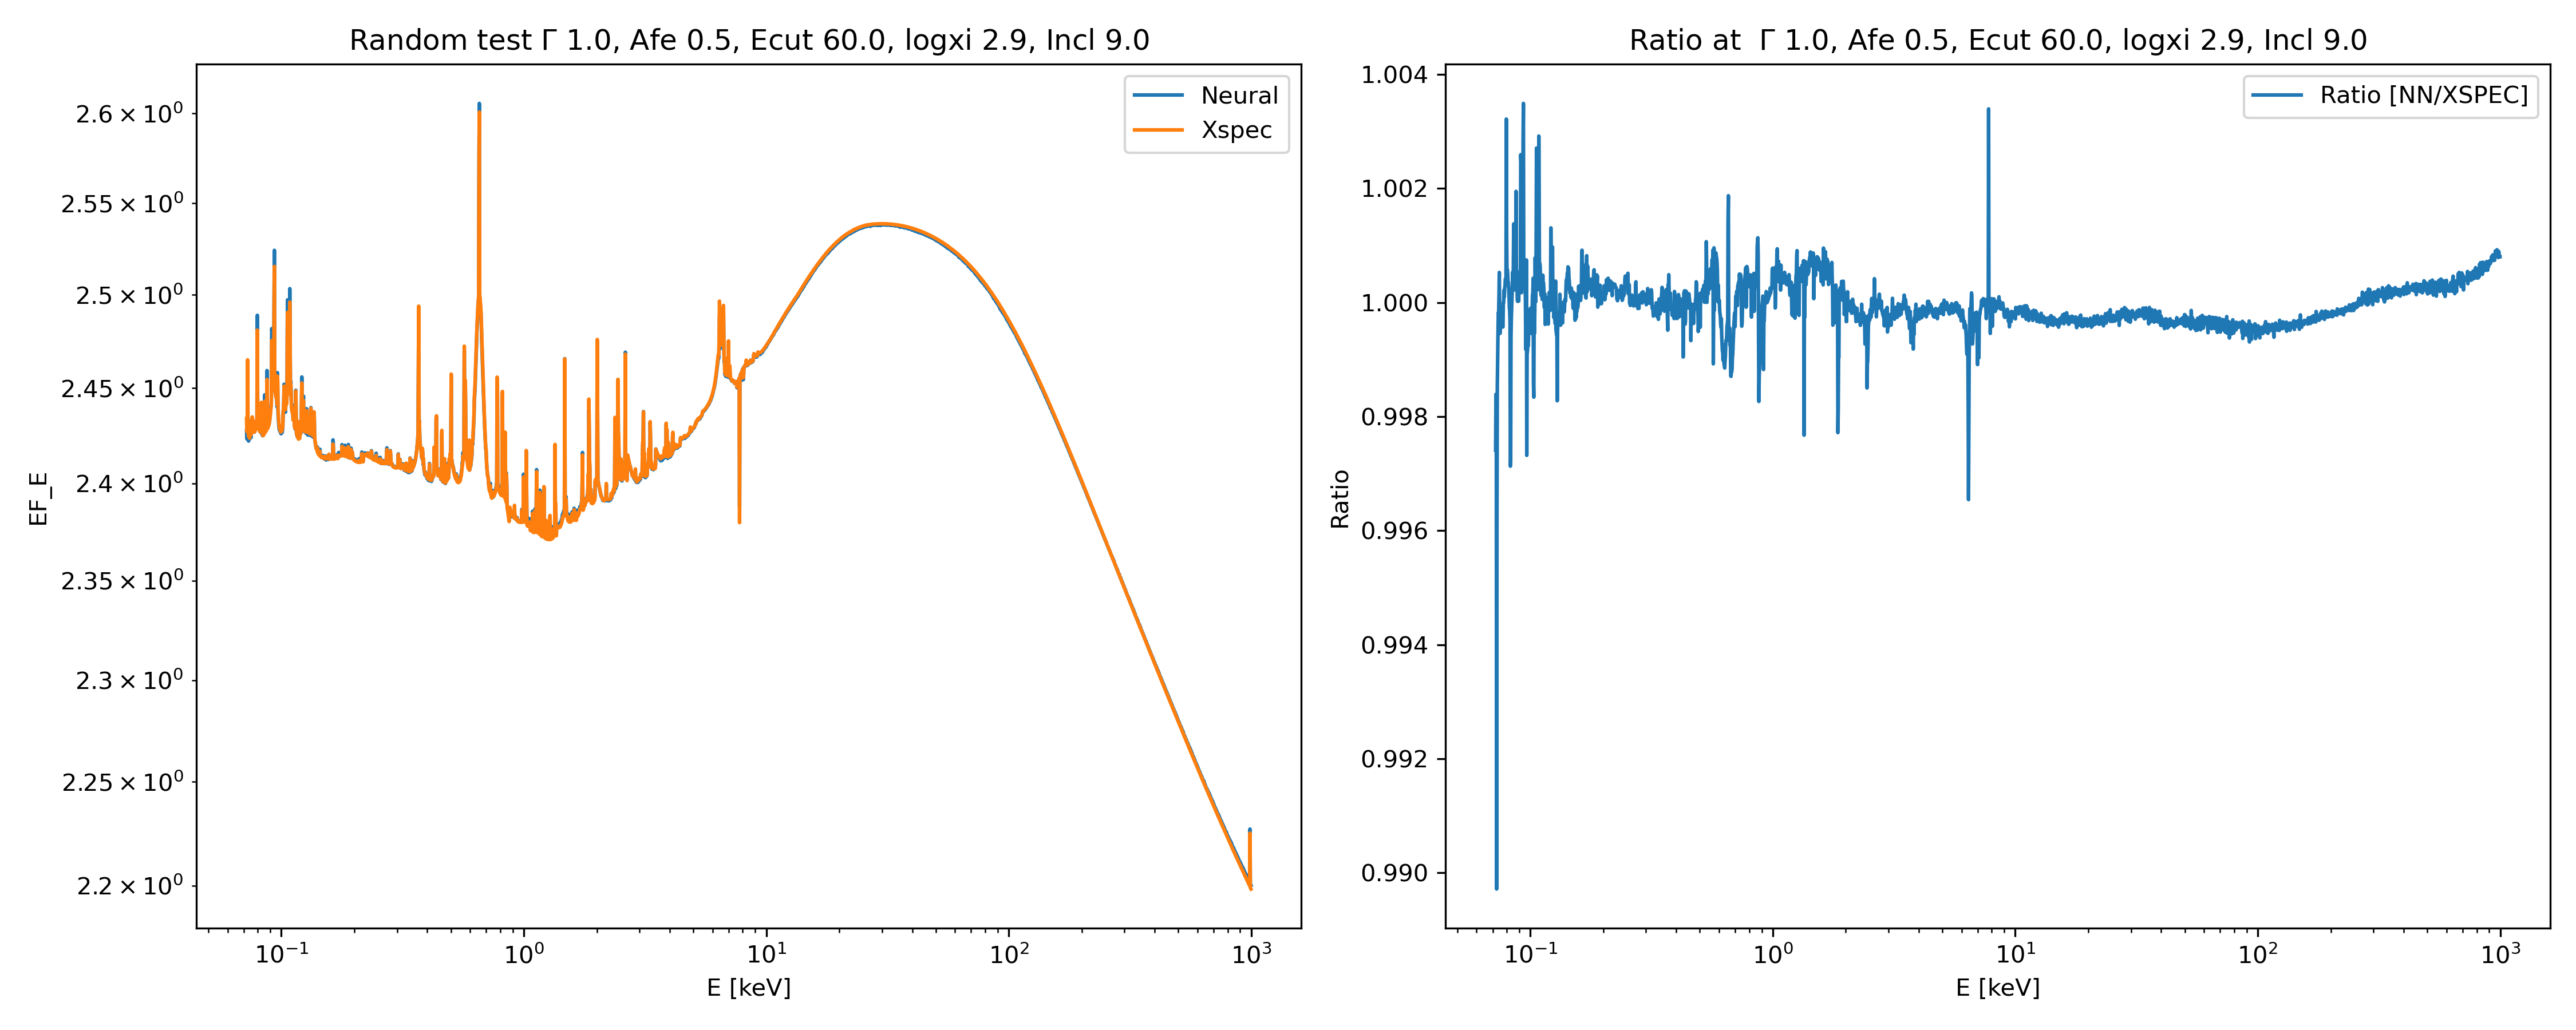 Random test Γ 1.0, Afe 0.5, Ecut 60.0, logxi 2.9, Incl 9.0
Neural
Xspec
2.6 × 10⁰
2.55 × 10⁰
2.5 × 10⁰
2.45 × 10⁰
2.4 × 10⁰
2.35 × 10⁰
2.3 × 10⁰
2.25 × 10⁰
2.2 × 10⁰
EF_E
10⁻¹ 10⁰ 10¹ 10² 10³
E [keV]
Ratio at Γ 1.0, Afe 0.5, Ecut 60.0, logxi 2.9, Incl 9.0
Ratio [NN/XSPEC]
1.004
1.002
1.000
0.998
0.996
0.994
0.992
0.990
Ratio
10⁻¹ 10⁰ 10¹ 10² 10³
E [keV]